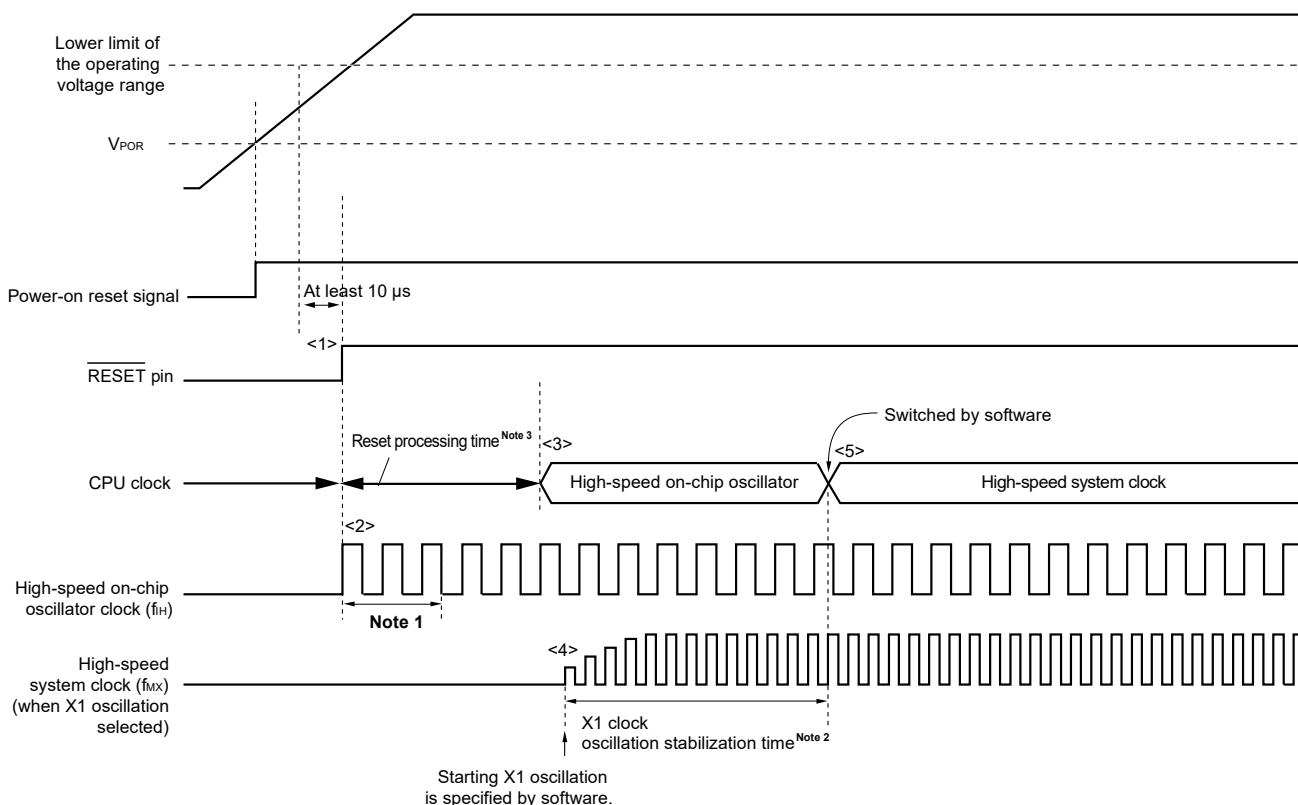 Lower limit of
the operating
voltage range
VPOR
Power-on reset signal
At least 10 µs
<1>
RESET pin
Switched by software
Reset processing time Note 3
<3>
<5>
CPU clock
High-speed on-chip oscillator
High-speed system clock
<2>
High-speed on-chip
oscillator clock (fIH)
Note 1
<4>
High-speed
system clock (fMX)
(when X1 oscillation
selected)
X1 clock
oscillation stabilization time Note 2
Starting X1 oscillation
is specified by software.